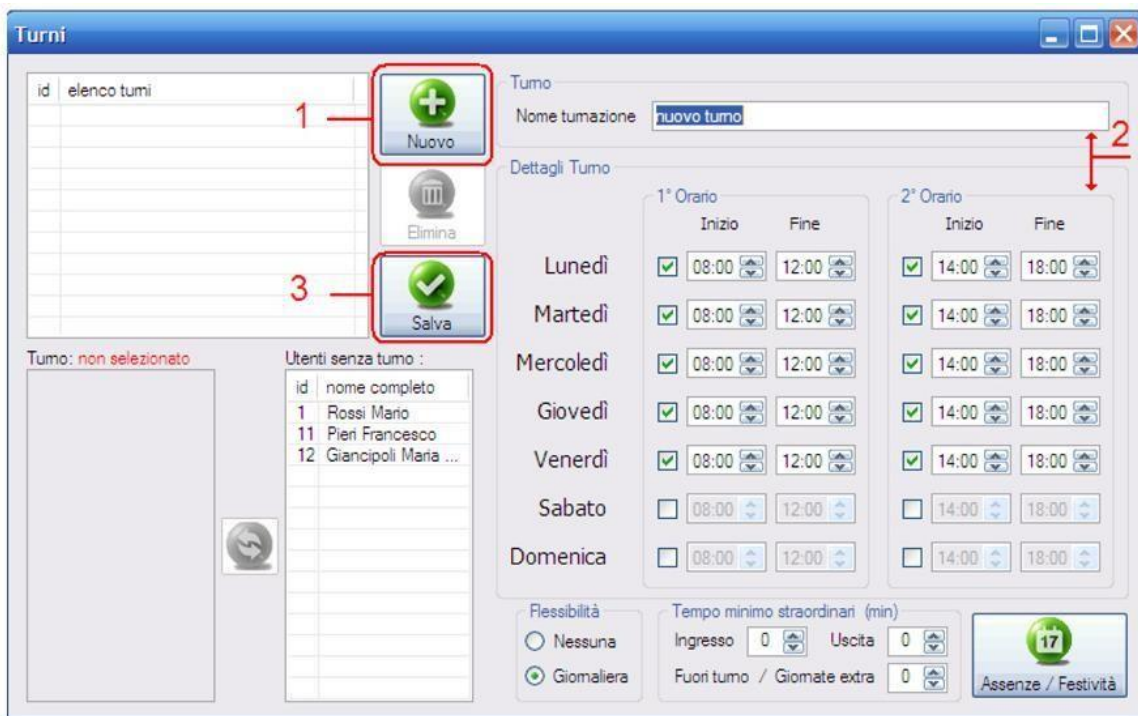 Turni
id elenco turni
1
Nuovo
Elimina
3
Salva
Turno
Nome turnazione nuovo turno
2
Dettagli Turno
1° Orario 2° Orario
Inizio Fine Inizio Fine
Lunedì 08:00 12:00 14:00 18:00
Martedì 08:00 12:00 14:00 18:00
Mercoledì 08:00 12:00 14:00 18:00
Giovedì 08:00 12:00 14:00 18:00
Venerdì 08:00 12:00 14:00 18:00
Sabato 08:00 12:00 14:00 18:00
Domenica 08:00 12:00 14:00 18:00
Turno: non selezionato
Utenti senza turno :
id nome completo
1 Rossi Mario
11 Pieri Francesco
12 Giancipoli Maria ...
Flessibilità
Nessuna
Giornaliera
Tempo minimo straordinari (min)
Ingresso 0 Uscita 0
Fuori turno / Giornate extra 0
17
Assenze / Festività